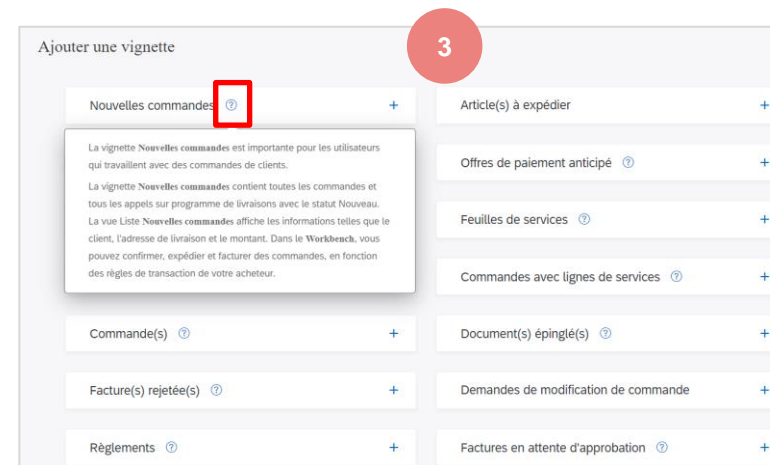 Ajouter une vignette
3
Nouvelles commandes ? +
La vignette Nouvelles commandes est importante pour les utilisateurs
qui travaillent avec des commandes de clients.
La vignette Nouvelles commandes contient toutes les commandes et
tous les appels sur programme de livraisons avec le statut Nouveau.
La vue Liste Nouvelles commandes affiche les informations telles que le
client, l'adresse de livraison et le montant. Dans le Workbench, vous
pouvez confirmer, expédier et facturer des commandes, en fonction
des règles de transaction de votre acheteur.
Commande(s) ? +
Facture(s) rejetée(s) ? +
Règlements ? +
Article(s) à expédier +
Offres de paiement anticipé ? +
Feuilles de services ? +
Commandes avec lignes de services ? +
Document(s) épinglé(s) ? +
Demandes de modification de commande +
Factures en attente d'approbation ? +